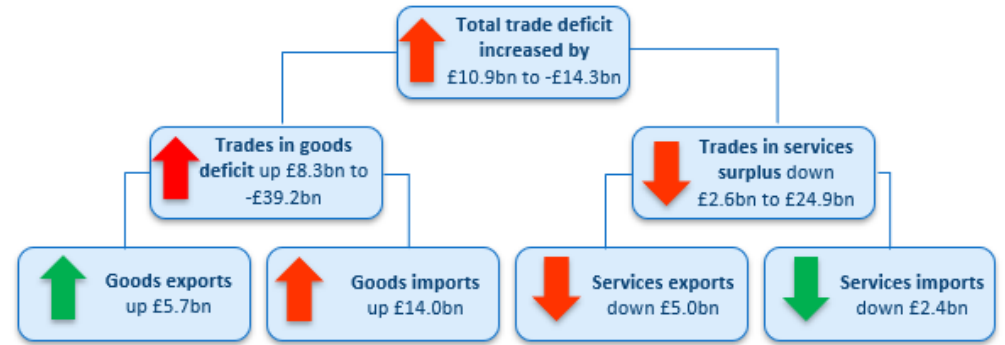 Total trade deficit
increased by
£10.9bn to -£14.3bn
Trades in goods
deficit up £8.3bn to
-£39.2bn
Trades in services
surplus down
£2.6bn to £24.9bn
Goods exports
up £5.7bn
Goods imports
up £14.0bn
Services exports
down £5.0bn
Services imports
down £2.4bn